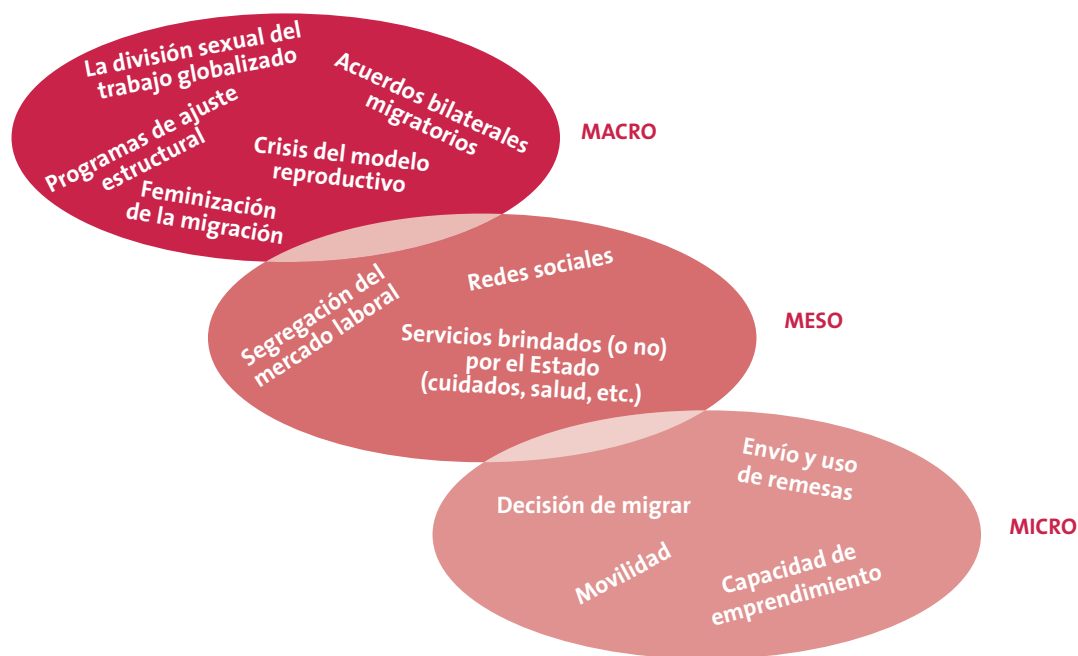 La división sexual del
trabajo globalizado
Acuerdos bilaterales
migratorios
Programas de ajuste
estructural
Crisis del modelo
reproductivo
Feminización
de la migración
MACRO
Segregación del
mercado laboral
Redes sociales
Servicios brindados (o no)
por el Estado
(cuidados, salud, etc.)
MESO
Envío y uso
de remesas
Decisión de migrar
Movilidad
Capacidad de
emprendimiento
MICRO